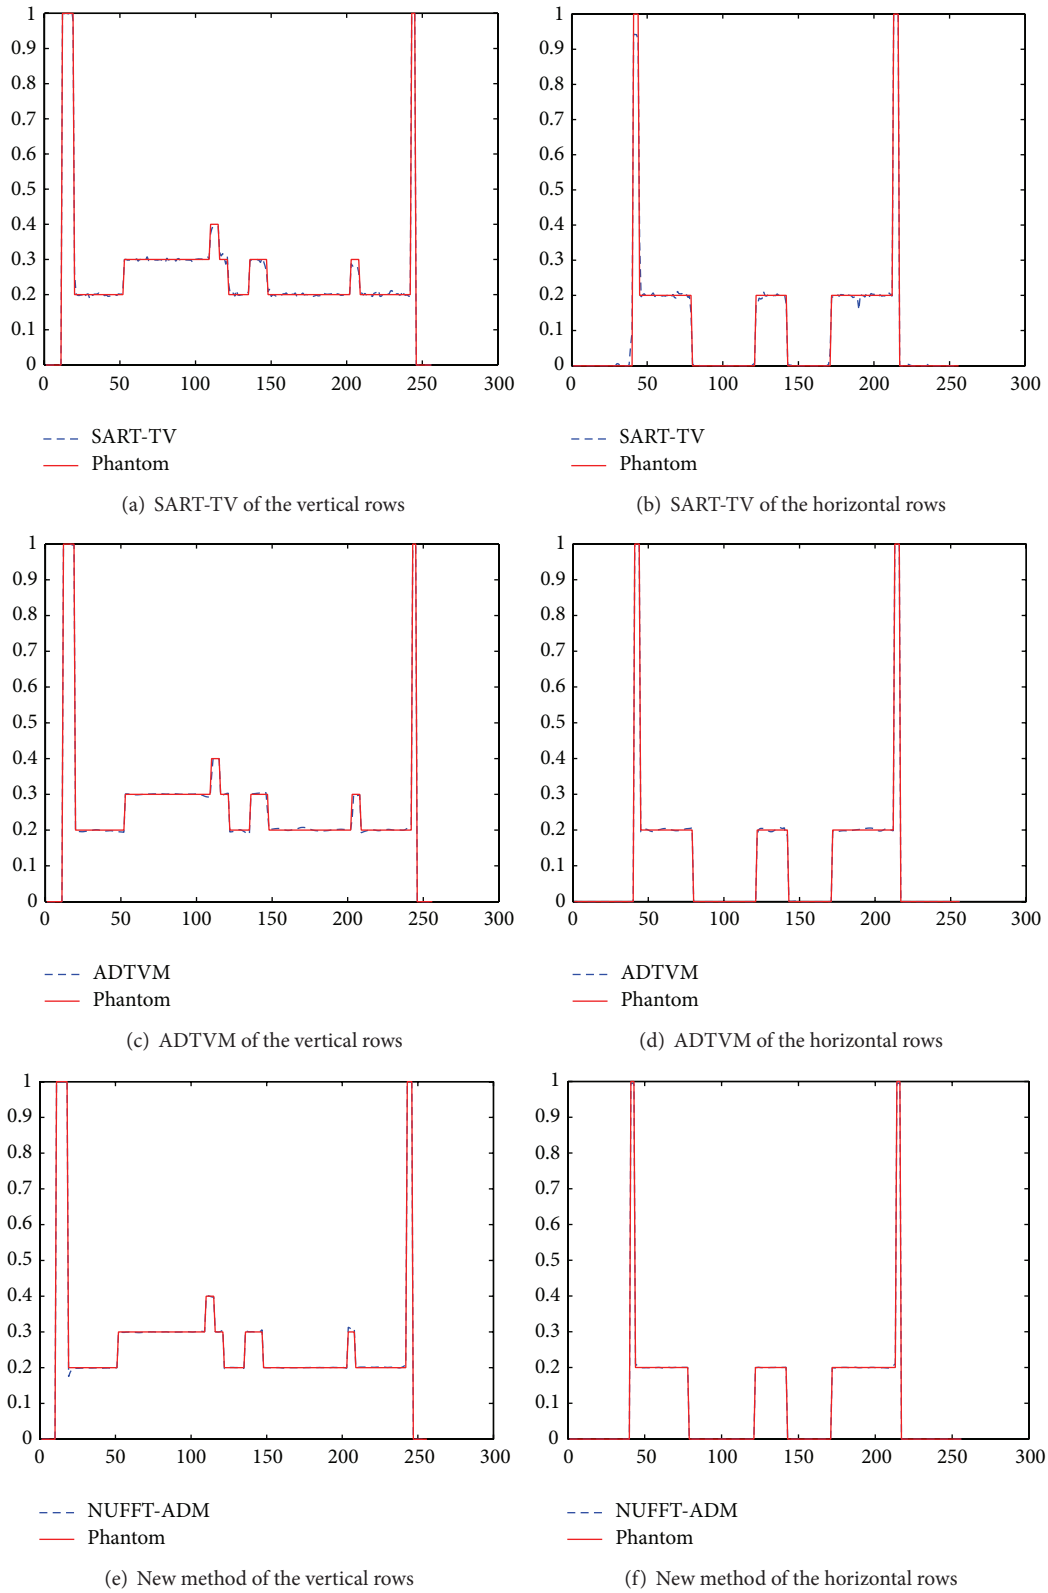 1
0.9
0.8
0.7
0.6
0.5
0.4
0.3
0.2
0.1
0
0 50 100 150 200 250 300
SART-TV
Phantom
(a) SART-TV of the vertical rows
1
0.9
0.8
0.7
0.6
0.5
0.4
0.3
0.2
0.1
0
0 50 100 150 200 250 300
SART-TV
Phantom
(b) SART-TV of the horizontal rows
1
0.9
0.8
0.7
0.6
0.5
0.4
0.3
0.2
0.1
0
0 50 100 150 200 250 300
ADTVM
Phantom
(c) ADTVM of the vertical rows
1
0.9
0.8
0.7
0.6
0.5
0.4
0.3
0.2
0.1
0
0 50 100 150 200 250 300
ADTVM
Phantom
(d) ADTVM of the horizontal rows
1
0.9
0.8
0.7
0.6
0.5
0.4
0.3
0.2
0.1
0
0 50 100 150 200 250 300
NUFFT-ADM
Phantom
(e) New method of the vertical rows
1
0.9
0.8
0.7
0.6
0.5
0.4
0.3
0.2
0.1
0
0 50 100 150 200 250 300
NUFFT-ADM
Phantom
(f) New method of the horizontal rows